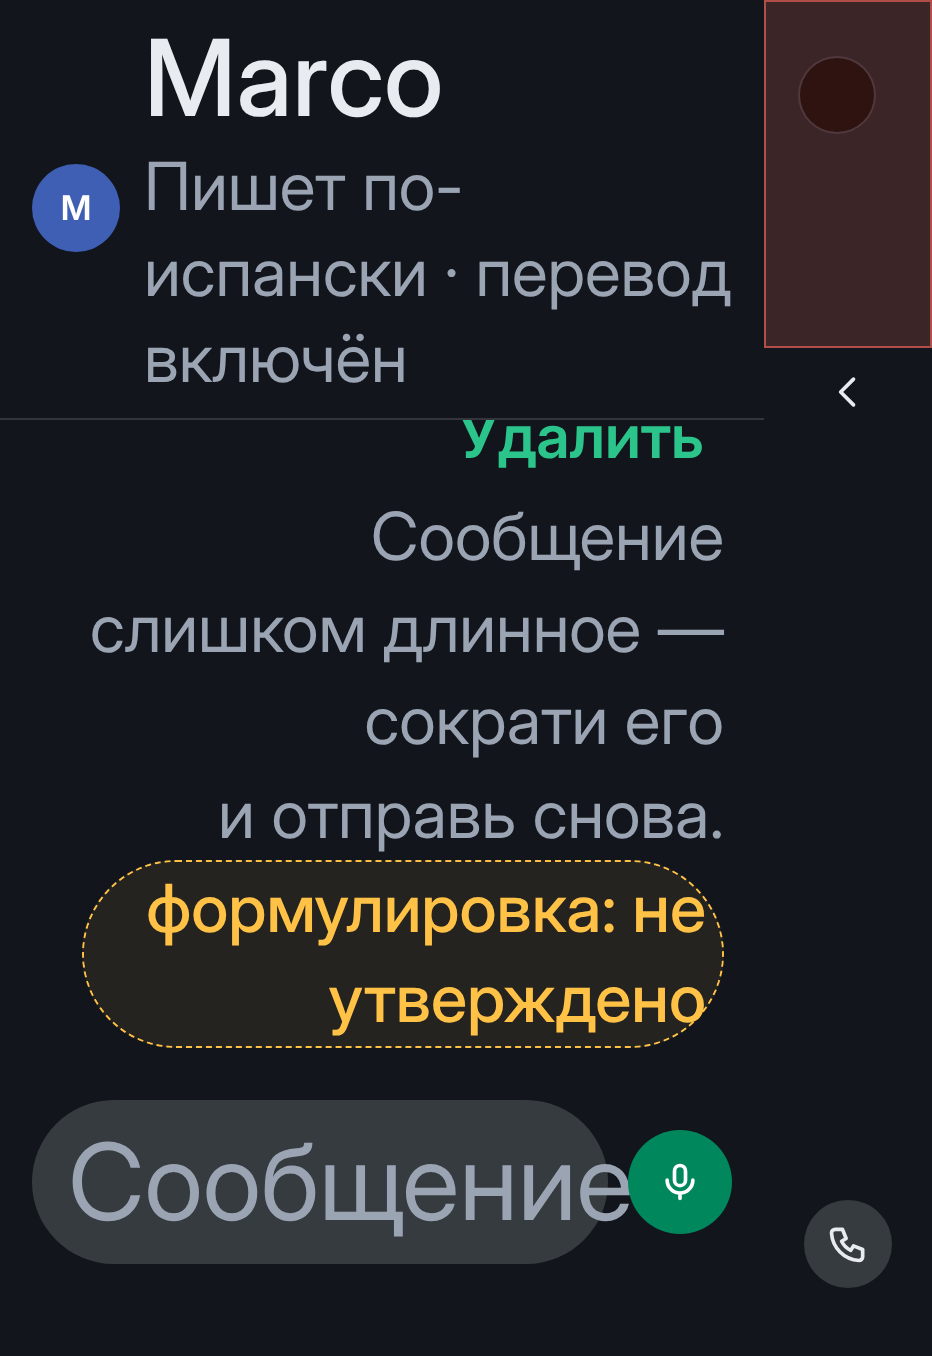 Marco
M
Пишет по-
испански · перевод
включён
Удалить
Сообщение
слишком длинное —
сократи его
и отправь снова.
формулировка: не
утверждено
Сообщение